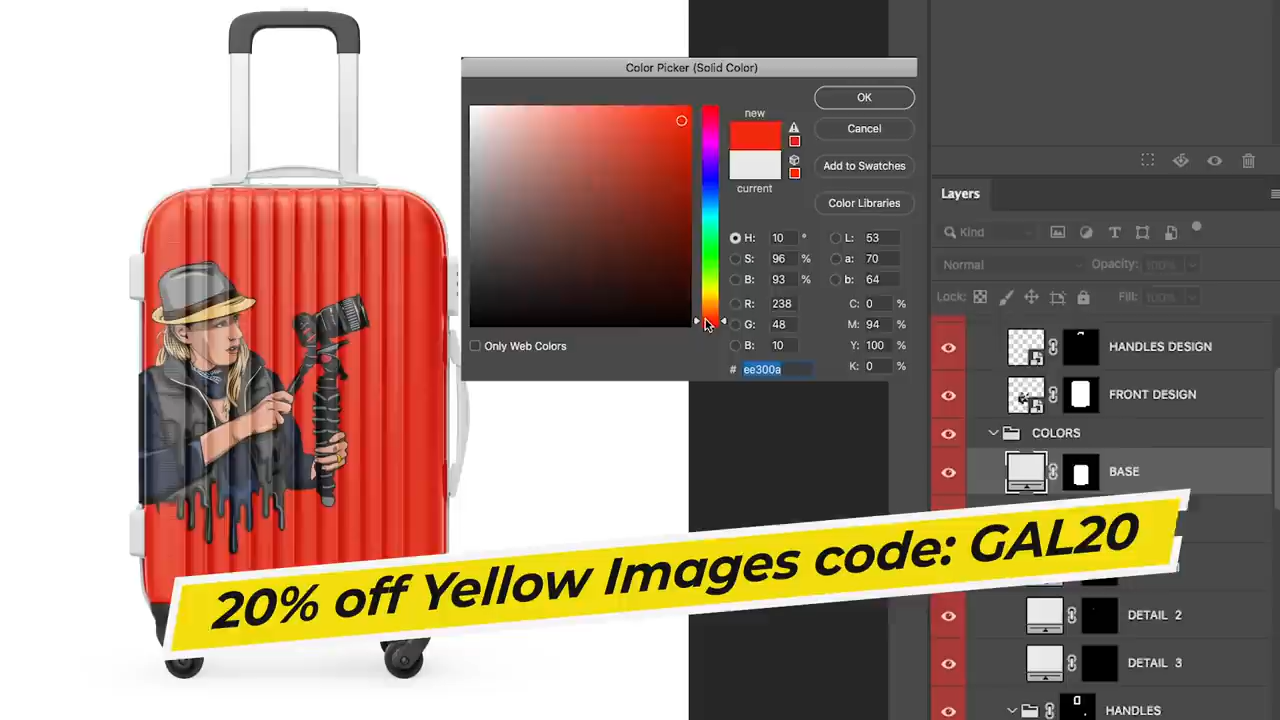 Color Picker (Solid Color)
new
current
OK
Cancel
Add to Swatches
Color Libraries
H: 10 °
S: 96 %
B: 93 %
R: 238
G: 48
B: 10
# ee300a
L: 53
a: 70
b: 64
C: 0 %
M: 94 %
Y: 100 %
K: 0 %
Only Web Colors
Layers
Kind
Normal
Opacity: 100%
Lock:
Fill: 100%
HANDLES DESIGN
FRONT DESIGN
COLORS
BASE
DETAIL 2
DETAIL 3
HANDLES
20% off Yellow Images code: GAL20